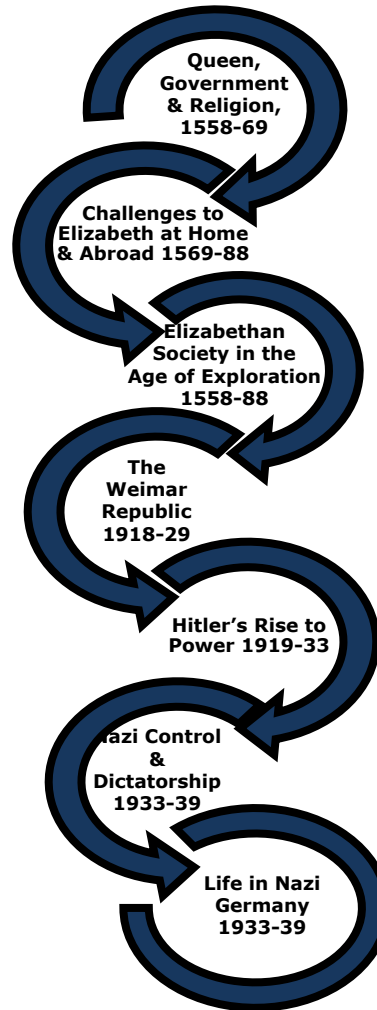 Queen,
Government
& Religion,
1558-69
Challenges to
Elizabeth at Home
& Abroad 1569-88
Elizabethan
Society in the
Age of Exploration
1558-88
The
Weimar
Republic
1918-29
Hitler's Rise to
Power 1919-33
Nazi Control
&
Dictatorship
1933-39
Life in Nazi
Germany
1933-39